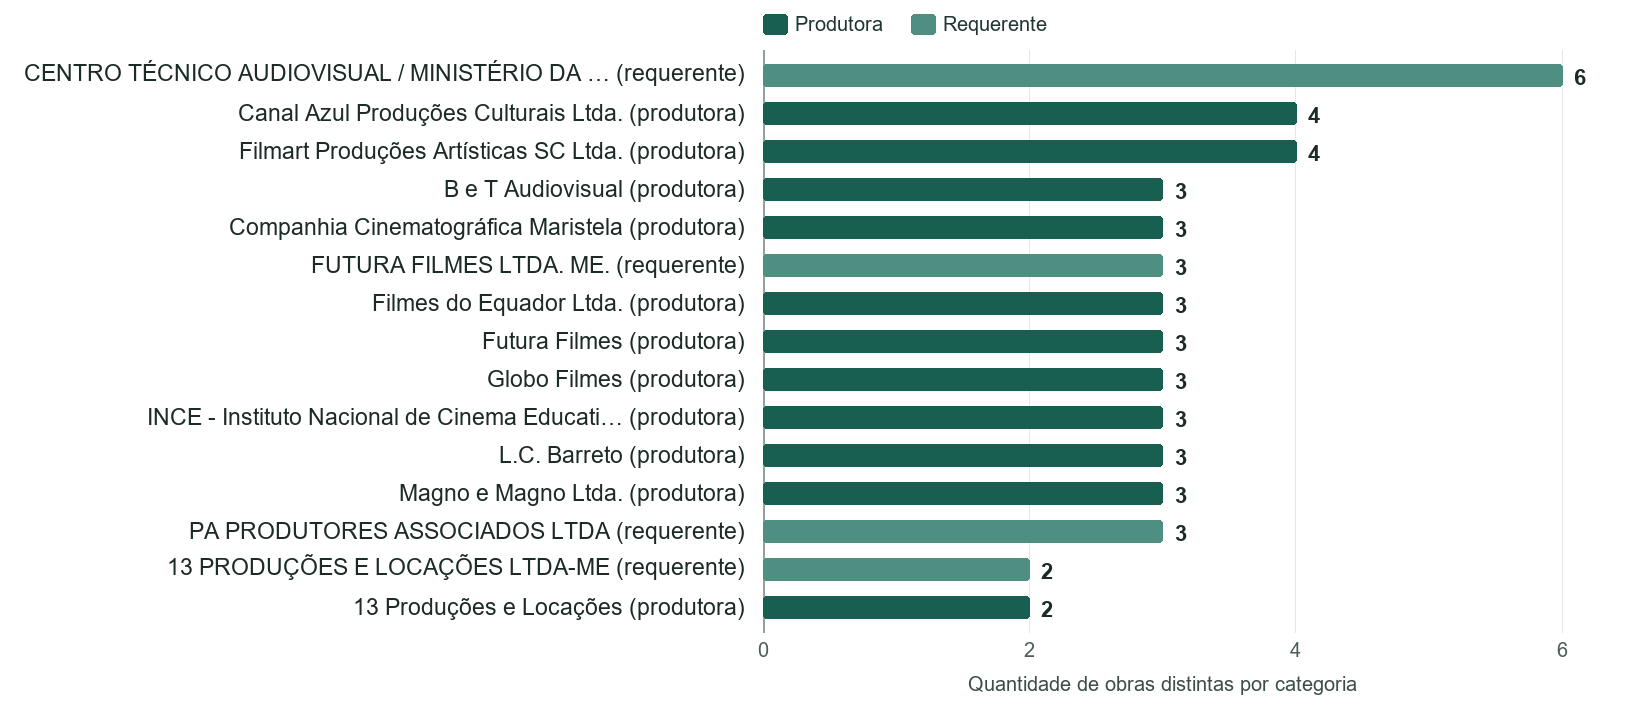 Produtora Requerente
CENTRO TÉCNICO AUDIOVISUAL / MINISTÉRIO DA … (requerente) 6
Canal Azul Produções Culturais Ltda. (produtora) 4
Filmart Produções Artísticas SC Ltda. (produtora) 4
B e T Audiovisual (produtora) 3
Companhia Cinematográfica Maristela (produtora) 3
FUTURA FILMES LTDA. ME. (requerente) 3
Filmes do Equador Ltda. (produtora) 3
Futura Filmes (produtora) 3
Globo Filmes (produtora) 3
INCE - Instituto Nacional de Cinema Educati… (produtora) 3
L.C. Barreto (produtora) 3
Magno e Magno Ltda. (produtora) 3
PA PRODUTORES ASSOCIADOS LTDA (requerente) 3
13 PRODUÇÕES E LOCAÇÕES LTDA-ME (requerente) 2
13 Produções e Locações (produtora) 2
0 2 4 6
Quantidade de obras distintas por categoria